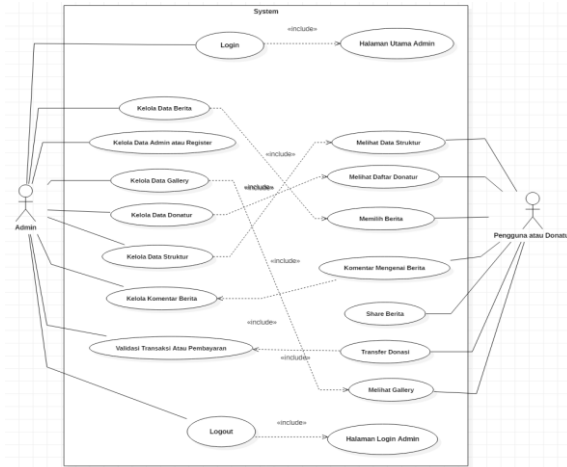 System
Login
«include»
Halaman Utama Admin
Kelola Data Berita
Kelola Data Admin atau Register
Melihat Data Struktur
«include»
Kelola Data Gallery
Melihat Daftar Donatur
«include»
Kelola Data Donatur
Memilih Berita
Admin
Pengguna atau Donatu
Kelola Data Struktur
«include»
Komentar Mengenai Berita
Kelola Komentar Berita
Share Berita
«include»
Validasi Transaksi Atau Pembayaran
Transfer Donasi
«include»
Melihat Gallery
Logout
«include»
Halaman Login Admin